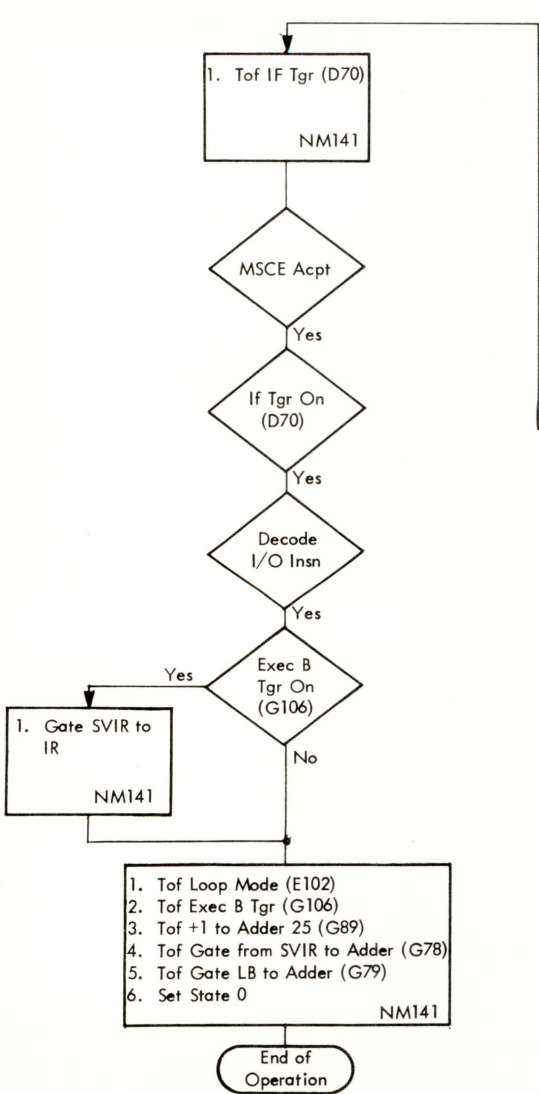 1. Tof IF Tgr (D70)
NM141
MSCE Acpt
Yes
If Tgr On
(D70)
Yes
Decode
I/O Insn
Yes
Exec B
Tgr On
(G106)
Yes
1. Gate SVIR to
IR
NM141
No
1. Tof Loop Mode (E102)
2. Tof Exec B Tgr (G106)
3. Tof +1 to Adder 25 (G89)
4. Tof Gate from SVIR to Adder (G78)
5. Tof Gate LB to Adder (G79)
6. Set State 0
NM141
End of
Operation